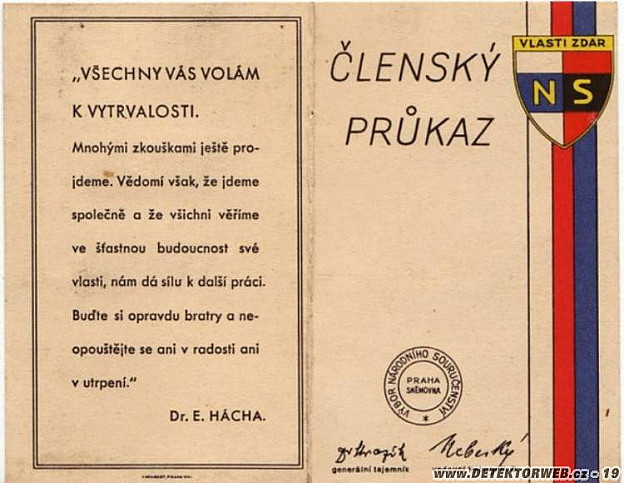 „VŠECHNY VÁS VOLÁM
K VYTRVALOSTI.
Mnohými zkouškami ještě pro-
jdeme. Vědomí však, že jdeme
společně a že všichni věříme
ve šťastnou budoucnost své
vlasti, nám dá sílu k další práci.
Buďte si opravdu bratry a ne-
opouštějte se ani v radosti ani
v utrpení.“
Dr. E. HÁCHA.
ČLENSKÝ
PRŮKAZ
VLASTI ZDAR
N S
VÝBOR NÁRODNÍHO SOURUČENSTVÍ
PRAHA
SNĚMOVNA
Nebeský
generální tajemník
www.DETEKTORWEB.cz
19